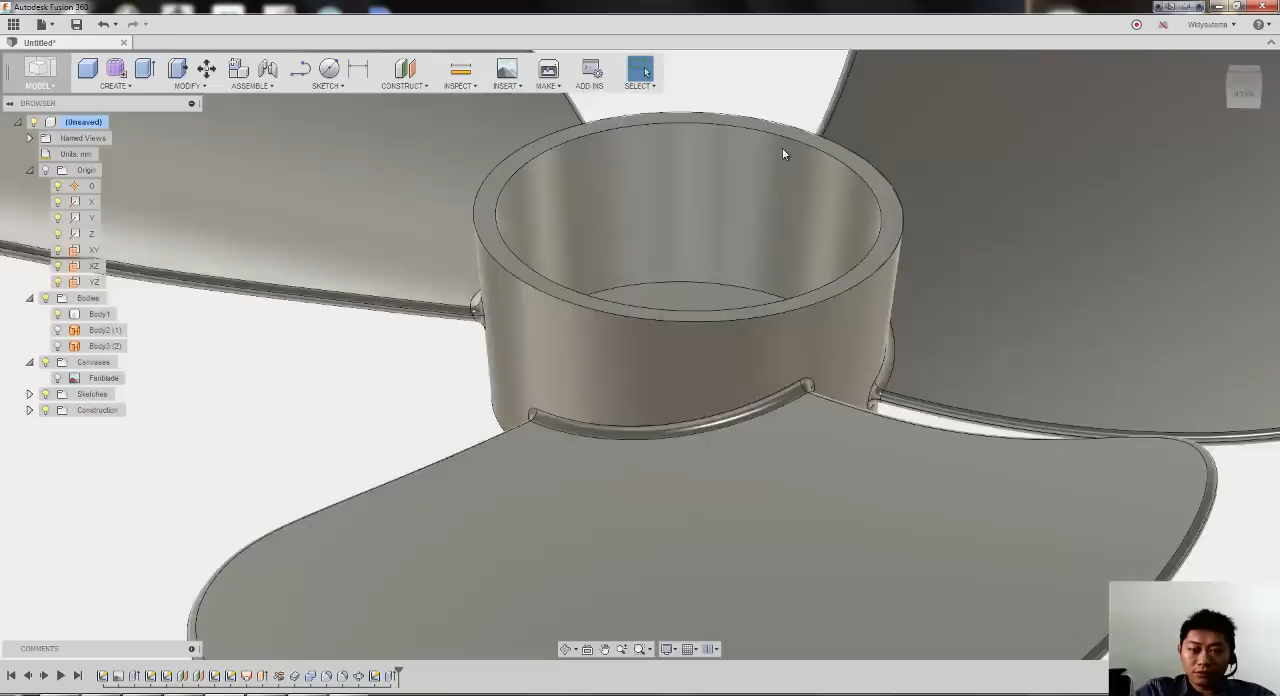 Autodesk Fusion 360
Widyautama
Untitled*
MODEL
CREATE
MODIFY
ASSEMBLE
SKETCH
CONSTRUCT
INSPECT
INSERT
MAKE
ADD-INS
SELECT
BROWSER
(Unsaved)
Named Views
Units: mm
Origin
O
X
Y
Z
XY
XZ
YZ
Bodies
Body1
Body2 (1)
Body3 (2)
Canvases
Fanblade
Sketches
Construction
COMMENTS